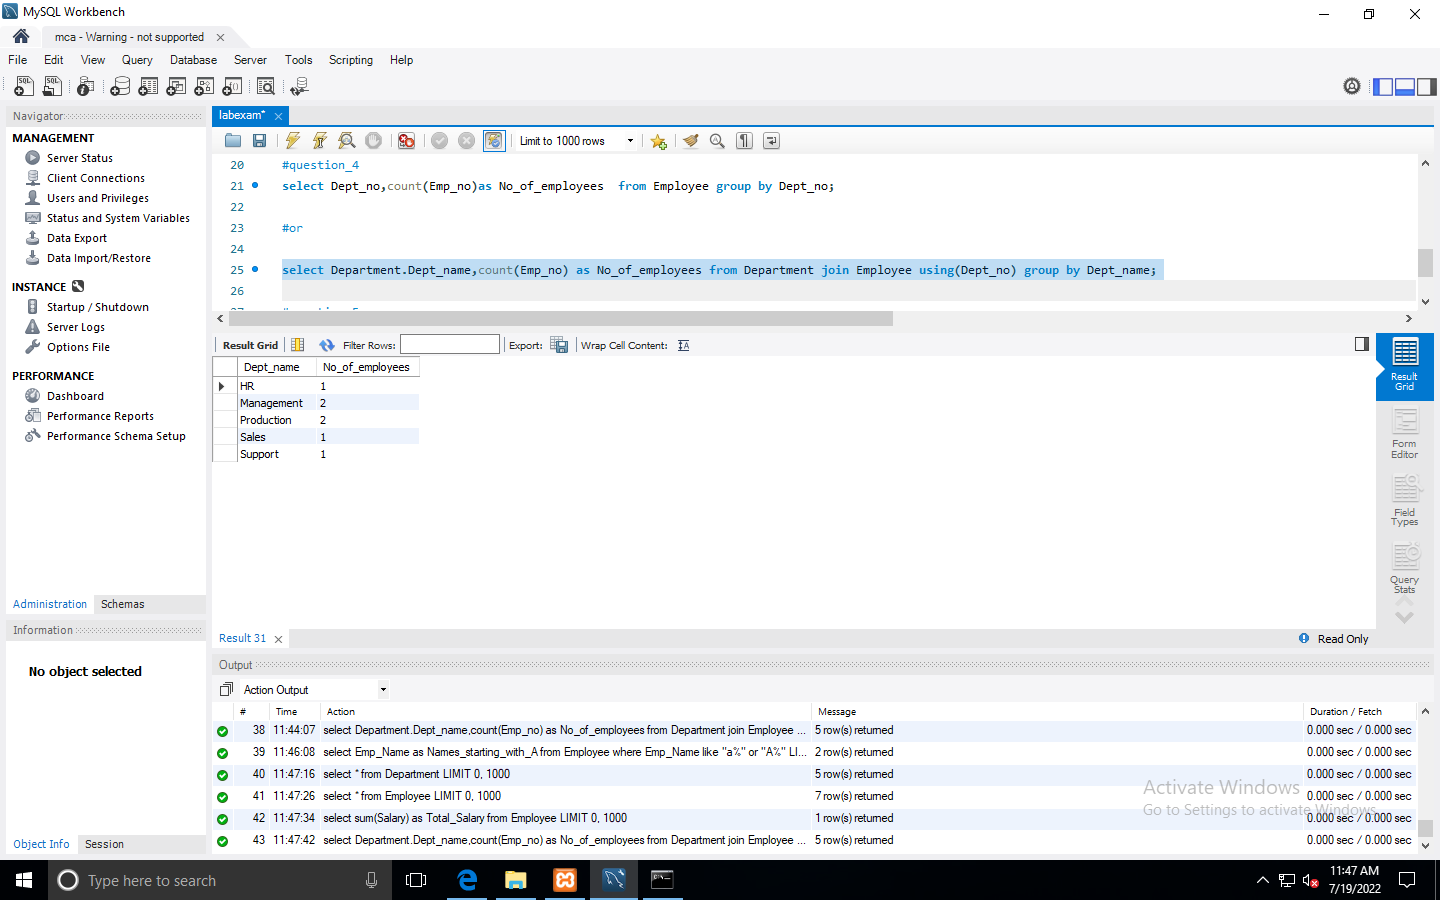 MySQL Workbench
mca - Warning - not supported
File Edit View Query Database Server Tools Scripting Help
Navigator
MANAGEMENT
Server Status
Client Connections
Users and Privileges
Status and System Variables
Data Export
Data Import/Restore
INSTANCE
Startup / Shutdown
Server Logs
Options File
PERFORMANCE
Dashboard
Performance Reports
Performance Schema Setup
Administration Schemas
Information
No object selected
Object Info Session
labexam*
Limit to 1000 rows
20 #question_4
21 select Dept_no,count(Emp_no)as No_of_employees  from Employee group by Dept_no;
22
23 #or
24
25 select Department.Dept_name,count(Emp_no) as No_of_employees from Department join Employee using(Dept_no) group by Dept_name;
26
Result Grid Filter Rows: Export: Wrap Cell Content:
Dept_name No_of_employees
HR 1
Management 2
Production 2
Sales 1
Support 1
Result Grid
Form Editor
Field Types
Query Stats
Result 31
Read Only
Output
Action Output
# Time Action Message Duration / Fetch
38 11:44:07 select Department.Dept_name,count(Emp_no) as No_of_employees from Department join Employee ... 5 row(s) returned 0.000 sec / 0.000 sec
39 11:46:08 select Emp_Name as Names_starting_with_A from Employee where Emp_Name like "a%" or "A%" LI... 2 row(s) returned 0.000 sec / 0.000 sec
40 11:47:16 select * from Department LIMIT 0, 1000 5 row(s) returned 0.000 sec / 0.000 sec
41 11:47:26 select * from Employee LIMIT 0, 1000 7 row(s) returned 0.000 sec / 0.000 sec
42 11:47:34 select sum(Salary) as Total_Salary from Employee LIMIT 0, 1000 1 row(s) returned 0.000 sec / 0.000 sec
43 11:47:42 select Department.Dept_name,count(Emp_no) as No_of_employees from Department join Employee ... 5 row(s) returned 0.000 sec / 0.000 sec
Activate Windows
Go to Settings to activate Windows.
Type here to search
11:47 AM
7/19/2022